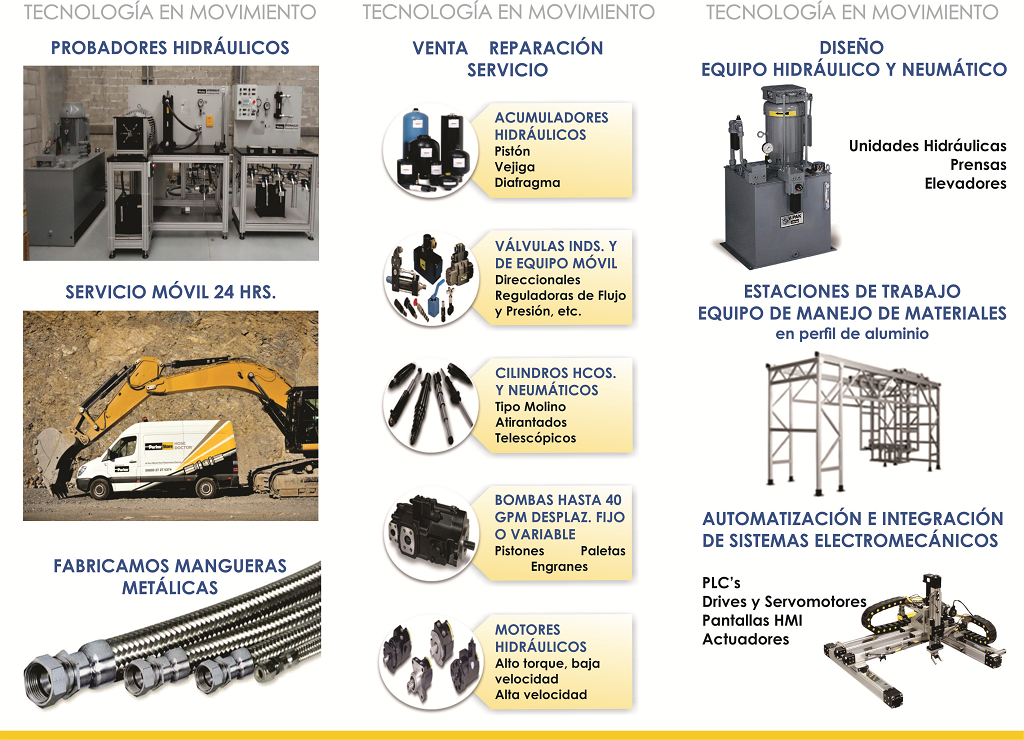 TECNOLOGÍA EN MOVIMIENTO
PROBADORES HIDRÁULICOS
SERVICIO MÓVIL 24 HRS.
Parker
HOSE
DOCTOR
Parker
FABRICAMOS MANGUERAS
METÁLICAS
TECNOLOGÍA EN MOVIMIENTO
VENTA REPARACIÓN
SERVICIO
ACUMULADORES
HIDRÁULICOS
Pistón
Vejiga
Diafragma
VÁLVULAS INDS. Y
DE EQUIPO MÓVIL
Direccionales
Reguladoras de Flujo
y Presión, etc.
CILINDROS HCOS.
Y NEUMÁTICOS
Tipo Molino
Atirantados
Telescópicos
BOMBAS HASTA 40
GPM DESPLAZ. FIJO
O VARIABLE
Pistones Paletas
Engranes
MOTORES
HIDRÁULICOS
Alto torque, baja
velocidad
Alta velocidad
TECNOLOGÍA EN MOVIMIENTO
DISEÑO
EQUIPO HIDRÁULICO Y NEUMÁTICO
Unidades Hidráulicas
Prensas
Elevadores
ESTACIONES DE TRABAJO
EQUIPO DE MANEJO DE MATERIALES
en perfil de aluminio
AUTOMATIZACIÓN E INTEGRACIÓN
DE SISTEMAS ELECTROMECÁNICOS
PLC’s
Drives y Servomotores
Pantallas HMI
Actuadores